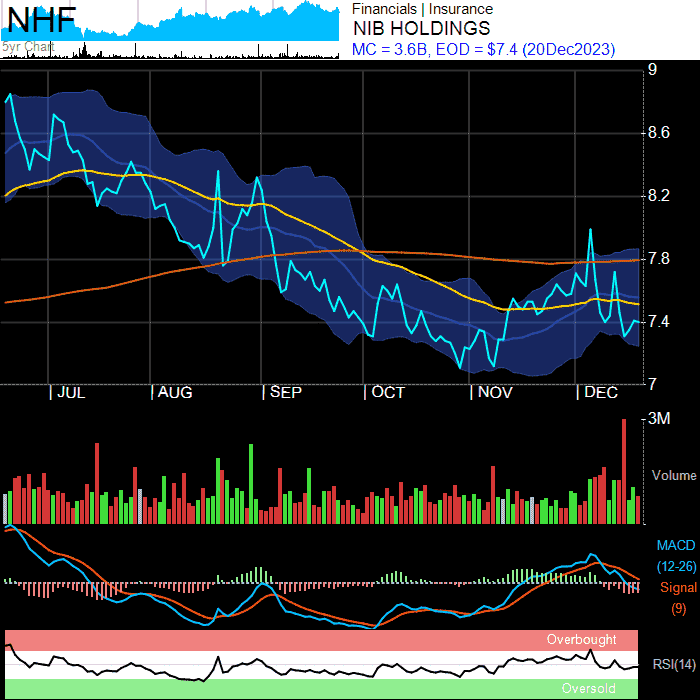 NHF
5yr Chart
Financials | Insurance
NIB HOLDINGS
MC = 3.6B, EOD = $7.4 (20Dec2023)
9
8.6
8.2
7.8
7.4
7
| JUL | AUG | SEP | OCT | NOV | DEC
3M
Volume
MACD
(12-26)
Signal
(9)
Overbought
RSI(14)
Oversold